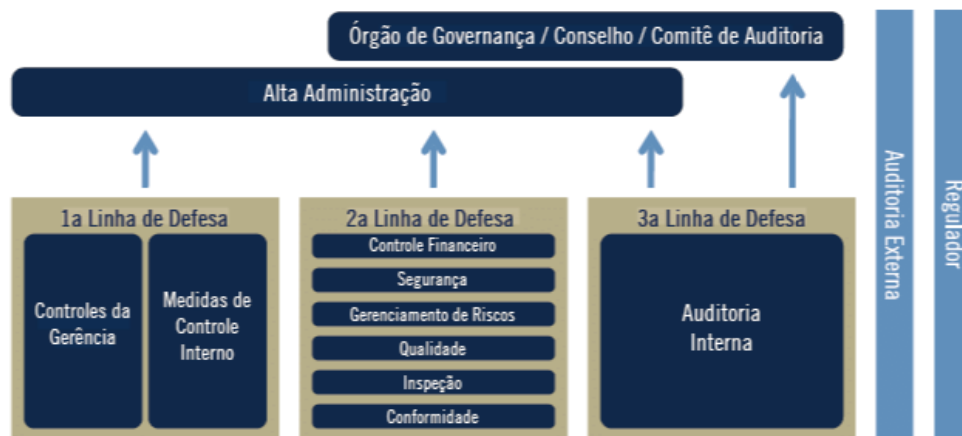 Órgão de Governança / Conselho / Comitê de Auditoria
Alta Administração
1a Linha de Defesa
Controles da
Gerência
Medidas de
Controle
Interno
2a Linha de Defesa
Controle Financeiro
Segurança
Gerenciamento de Riscos
Qualidade
Inspeção
Conformidade
3a Linha de Defesa
Auditoria
Interna
Auditoria Externa
Regulador